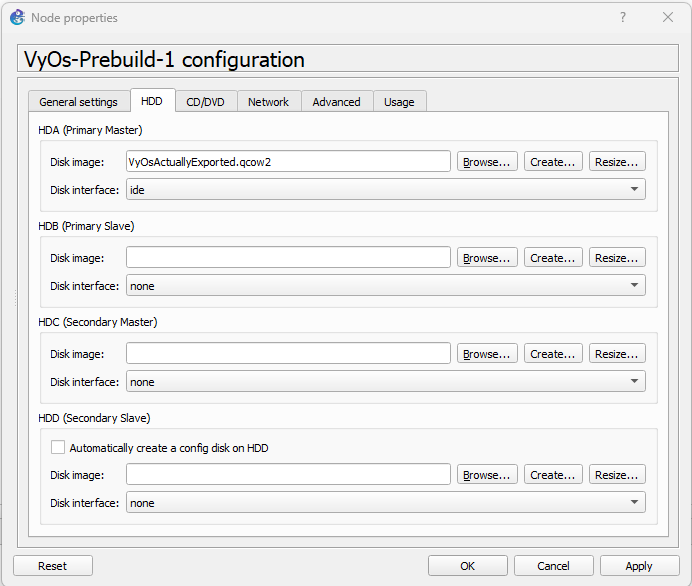 Node properties
VyOs-Prebuild-1 configuration
General settings HDD CD/DVD Network Advanced Usage
HDA (Primary Master)
Disk image: VyOsActuallyExported.qcow2 Browse... Create... Resize...
Disk interface: ide
HDB (Primary Slave)
Disk image: Browse... Create... Resize...
Disk interface: none
HDC (Secondary Master)
Disk image: Browse... Create... Resize...
Disk interface: none
HDD (Secondary Slave)
Automatically create a config disk on HDD
Disk image: Browse... Create... Resize...
Disk interface: none
Reset OK Cancel Apply